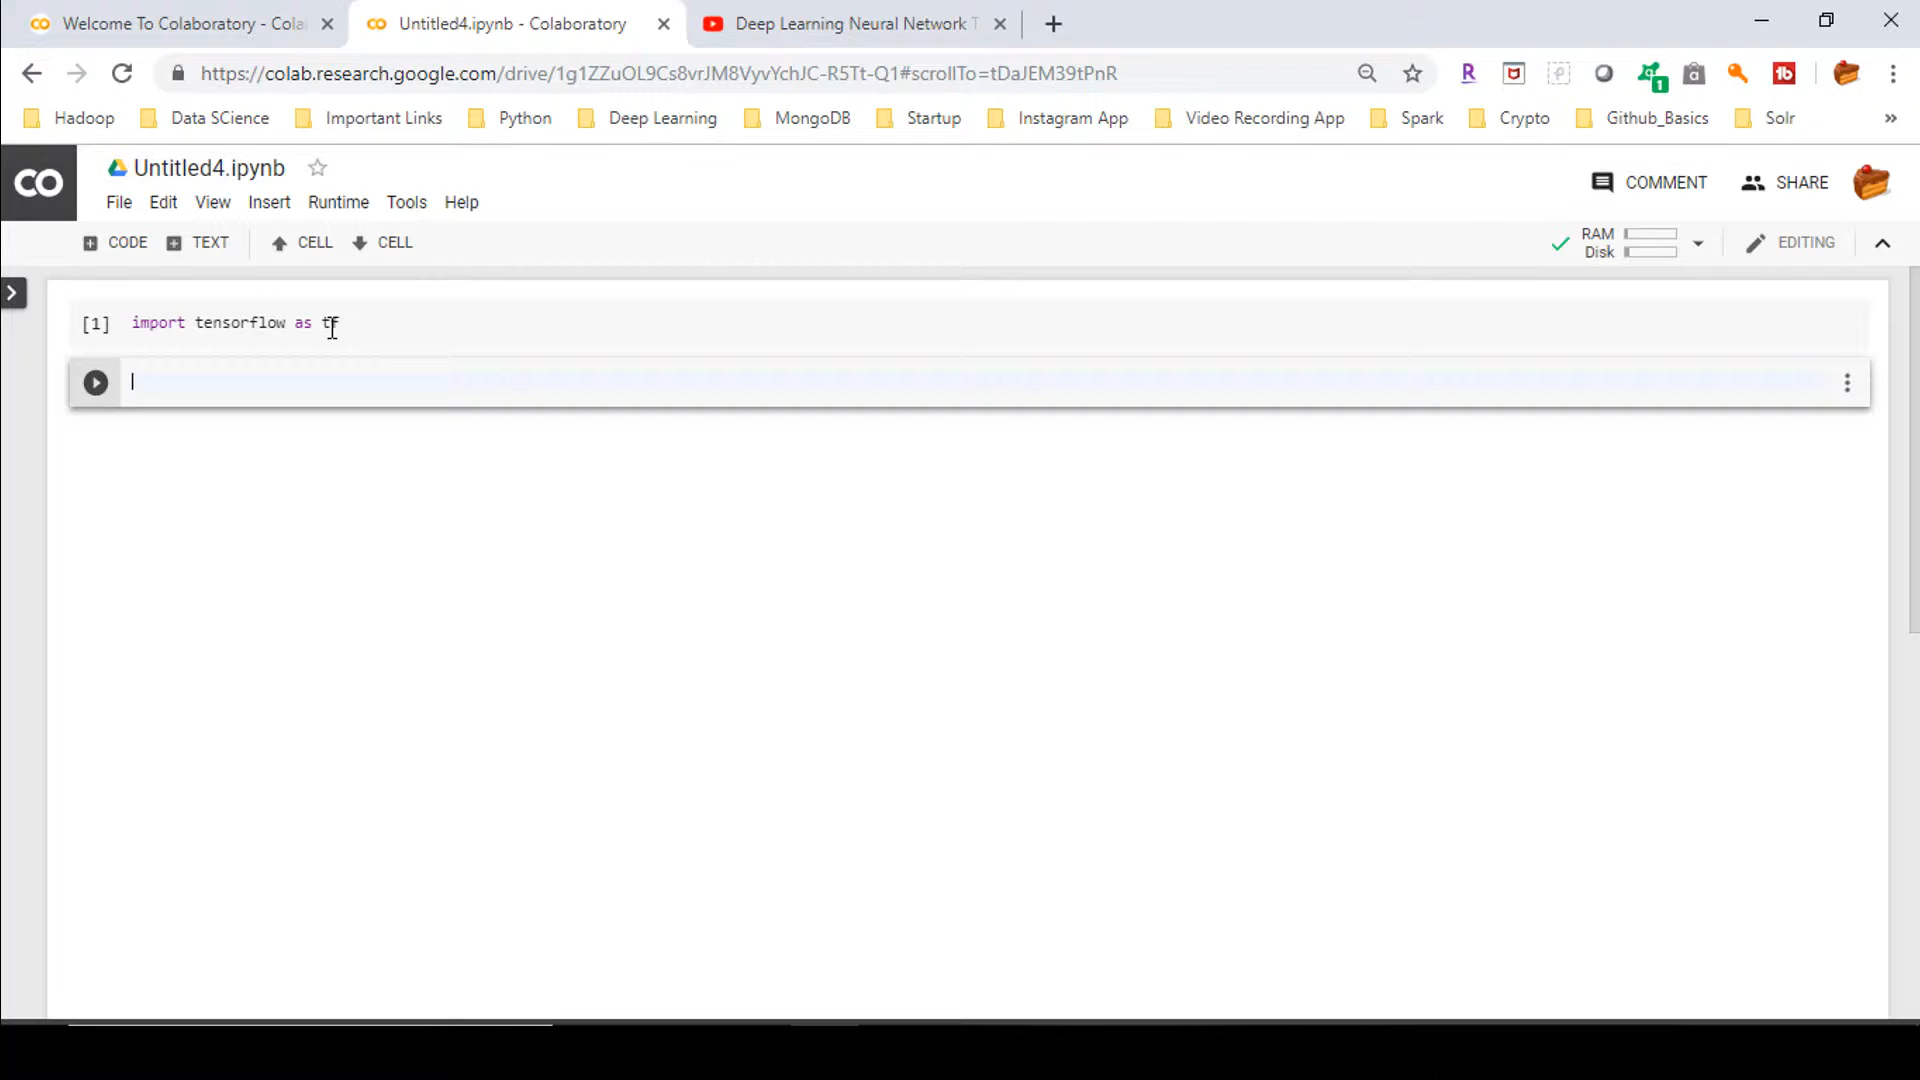 Welcome To Colaboratory - Cola
Untitled4.ipynb - Colaboratory
Deep Learning Neural Network T
https://colab.research.google.com/drive/1g1ZZuOL9Cs8vrJM8VyvYchJC-R5Tt-Q1#scrollTo=tDaJEM39tPnR
R
1
a
tb
Hadoop
Data SCience
Important Links
Python
Deep Learning
MongoDB
Startup
Instagram App
Video Recording App
Spark
Crypto
Github_Basics
Solr
»
CO
Untitled4.ipynb
COMMENT
SHARE
File Edit View Insert Runtime Tools Help
CODE
TEXT
CELL
CELL
RAM
Disk
EDITING
[1] import tensorflow as tf